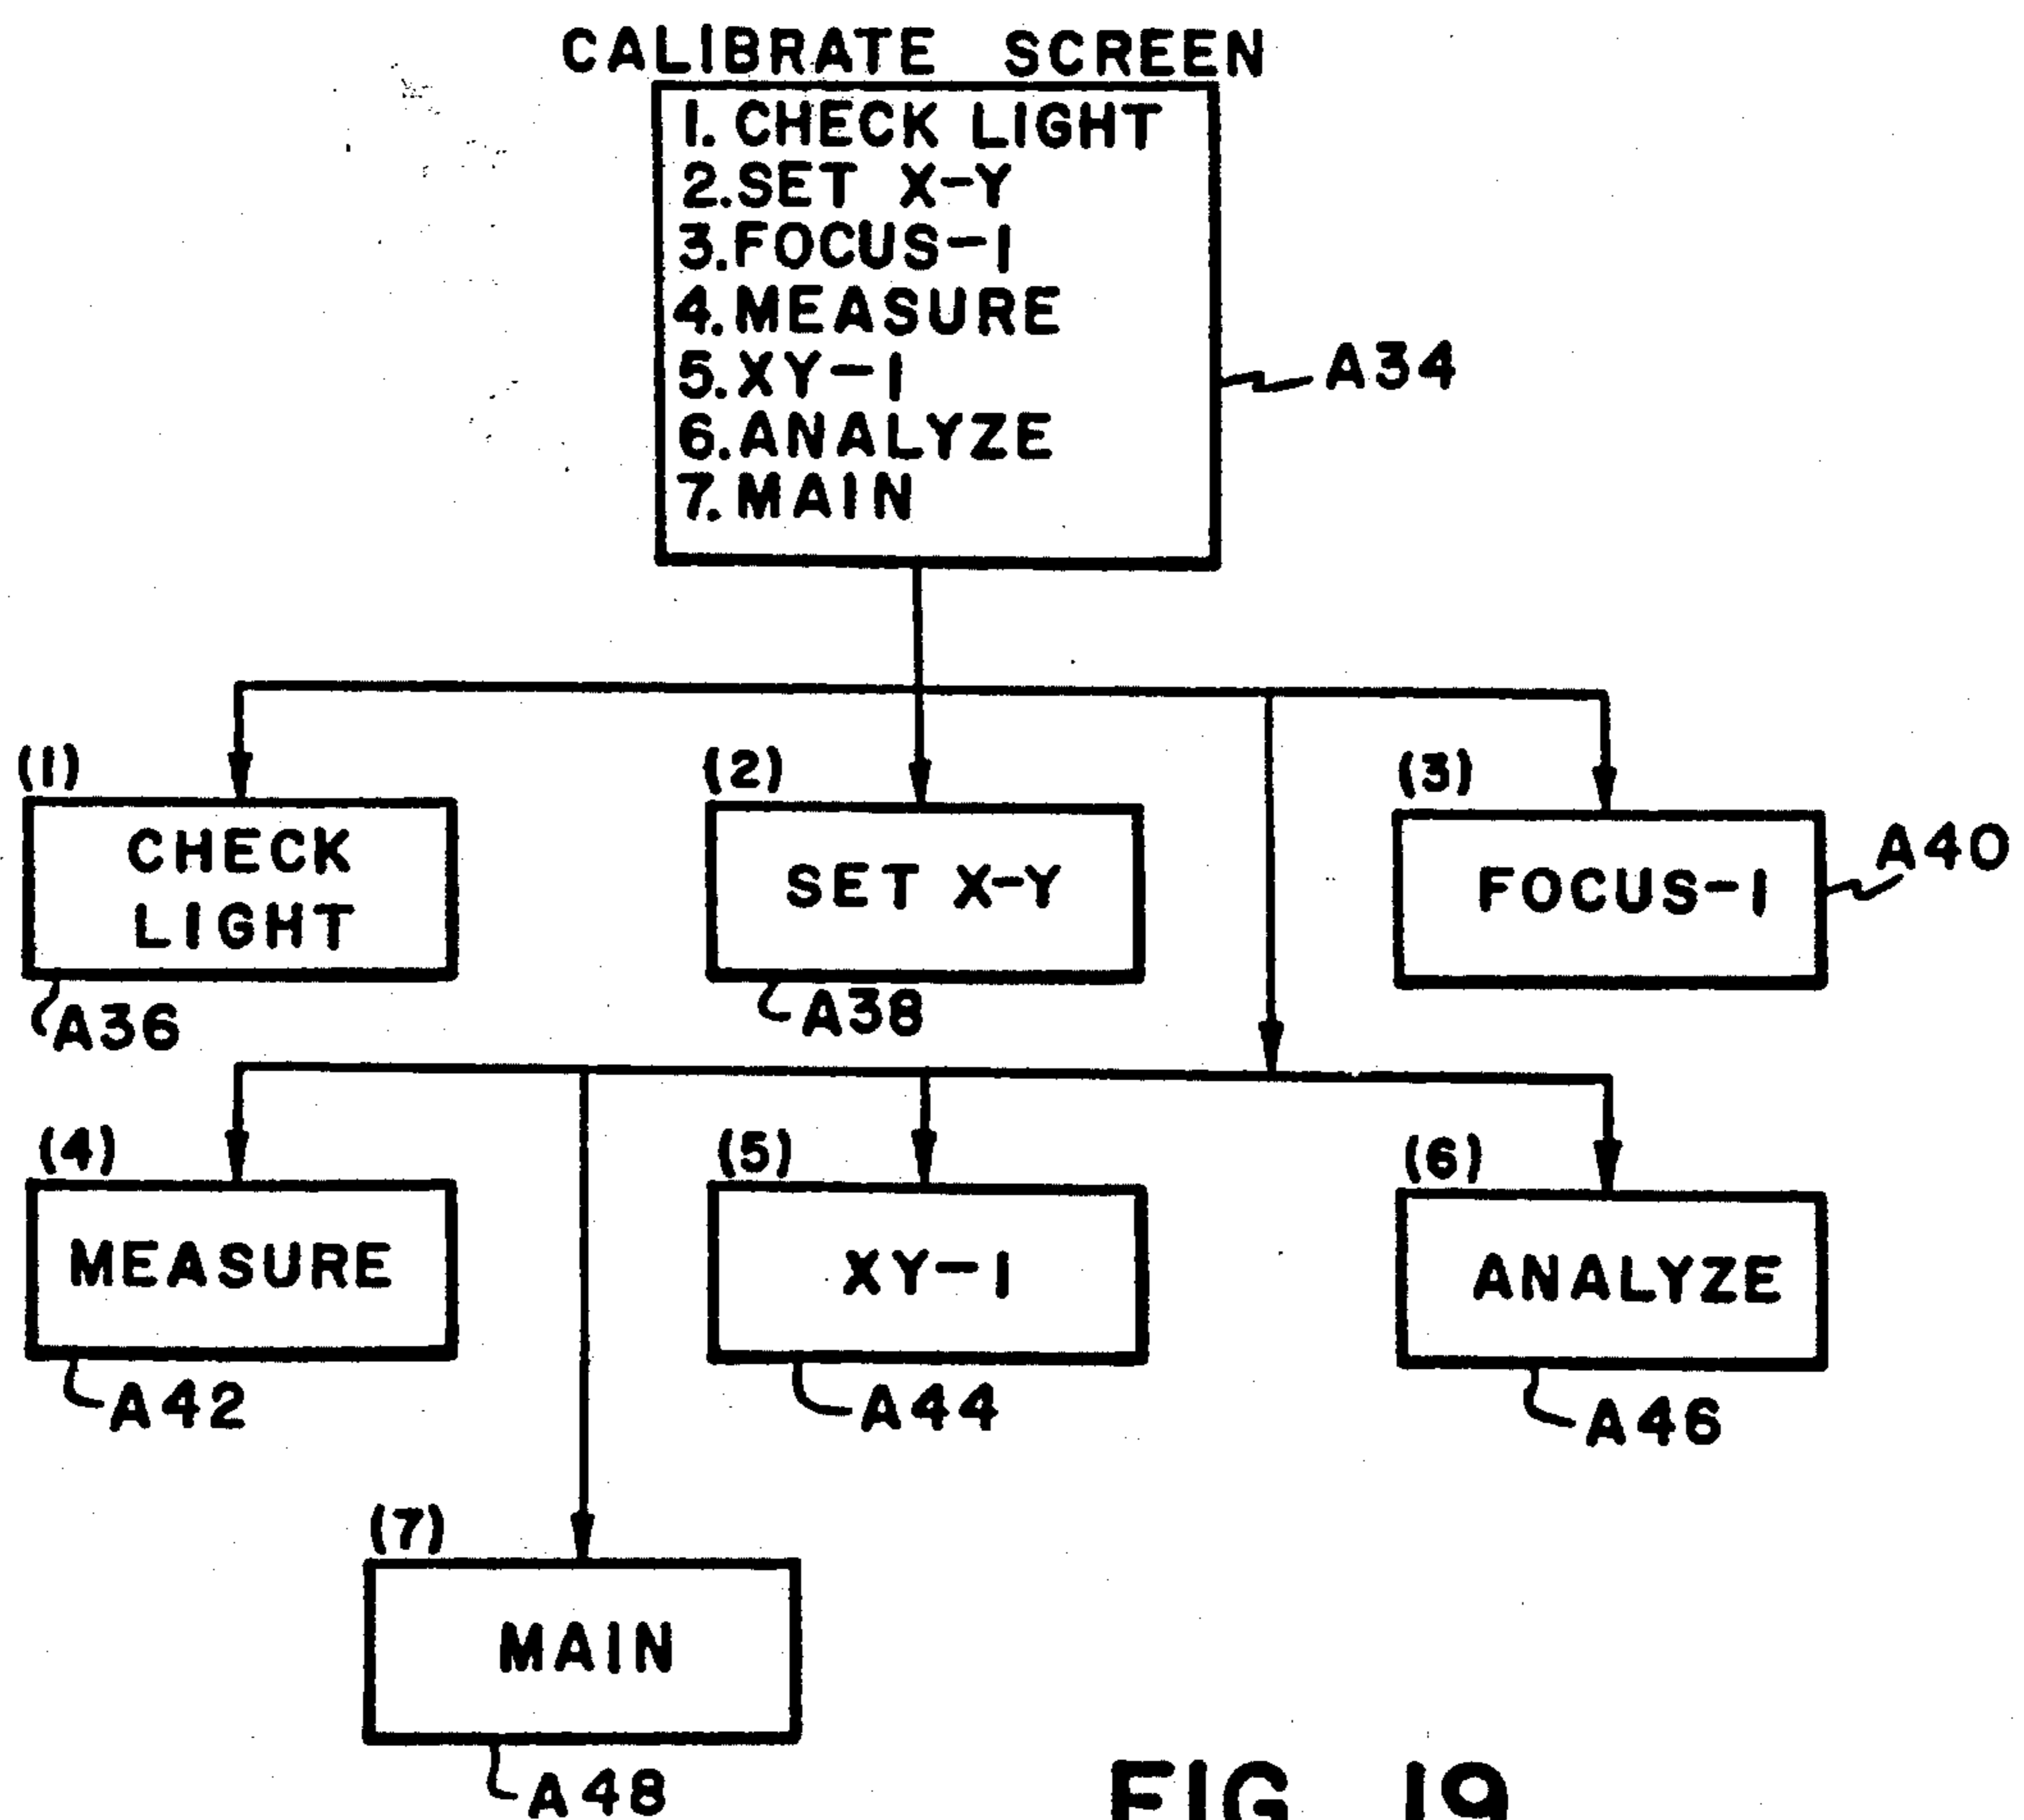 CALIBRATE SCREEN
1. CHECK LIGHT
2. SET X-Y
3. FOCUS-1
4. MEASURE
5. XY-1
6. ANALYZE
7. MAIN
A34
(1)
CHECK
LIGHT
A36
(2)
SET X-Y
A38
(3)
FOCUS-1
A40
(4)
MEASURE
A42
(5)
XY-1
A44
(6)
ANALYZE
A46
(7)
MAIN
A48
FIG. 19